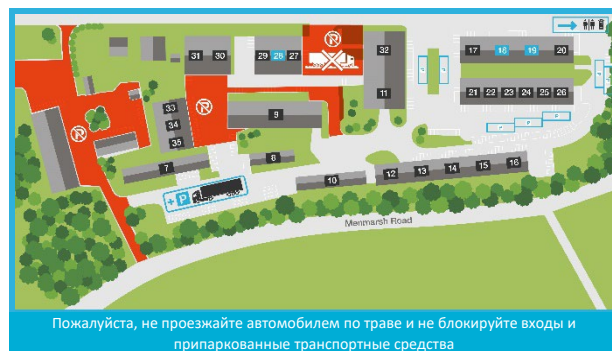 31 30
29 28 27
32
17 18 19 20
11
21 22 23 24 25 26
P
P
P
33
34
35
9
7
8
10
12 13 14 15 16
+ P
Menmarsh Road
Пожалуйста, не проезжайте автомобилем по траве и не блокируйте входы и
припаркованные транспортные средства